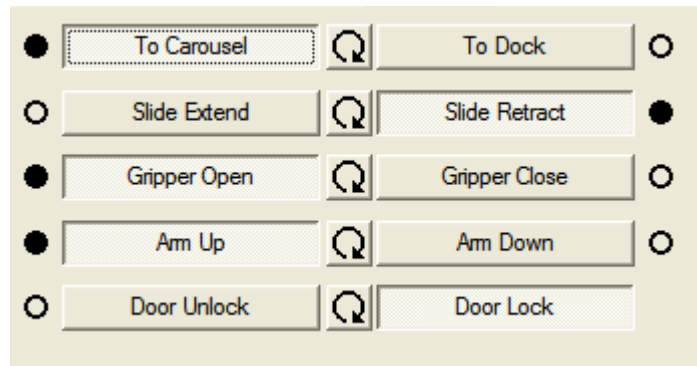 To Carousel To Dock
Slide Extend Slide Retract
Gripper Open Gripper Close
Arm Up Arm Down
Door Unlock Door Lock